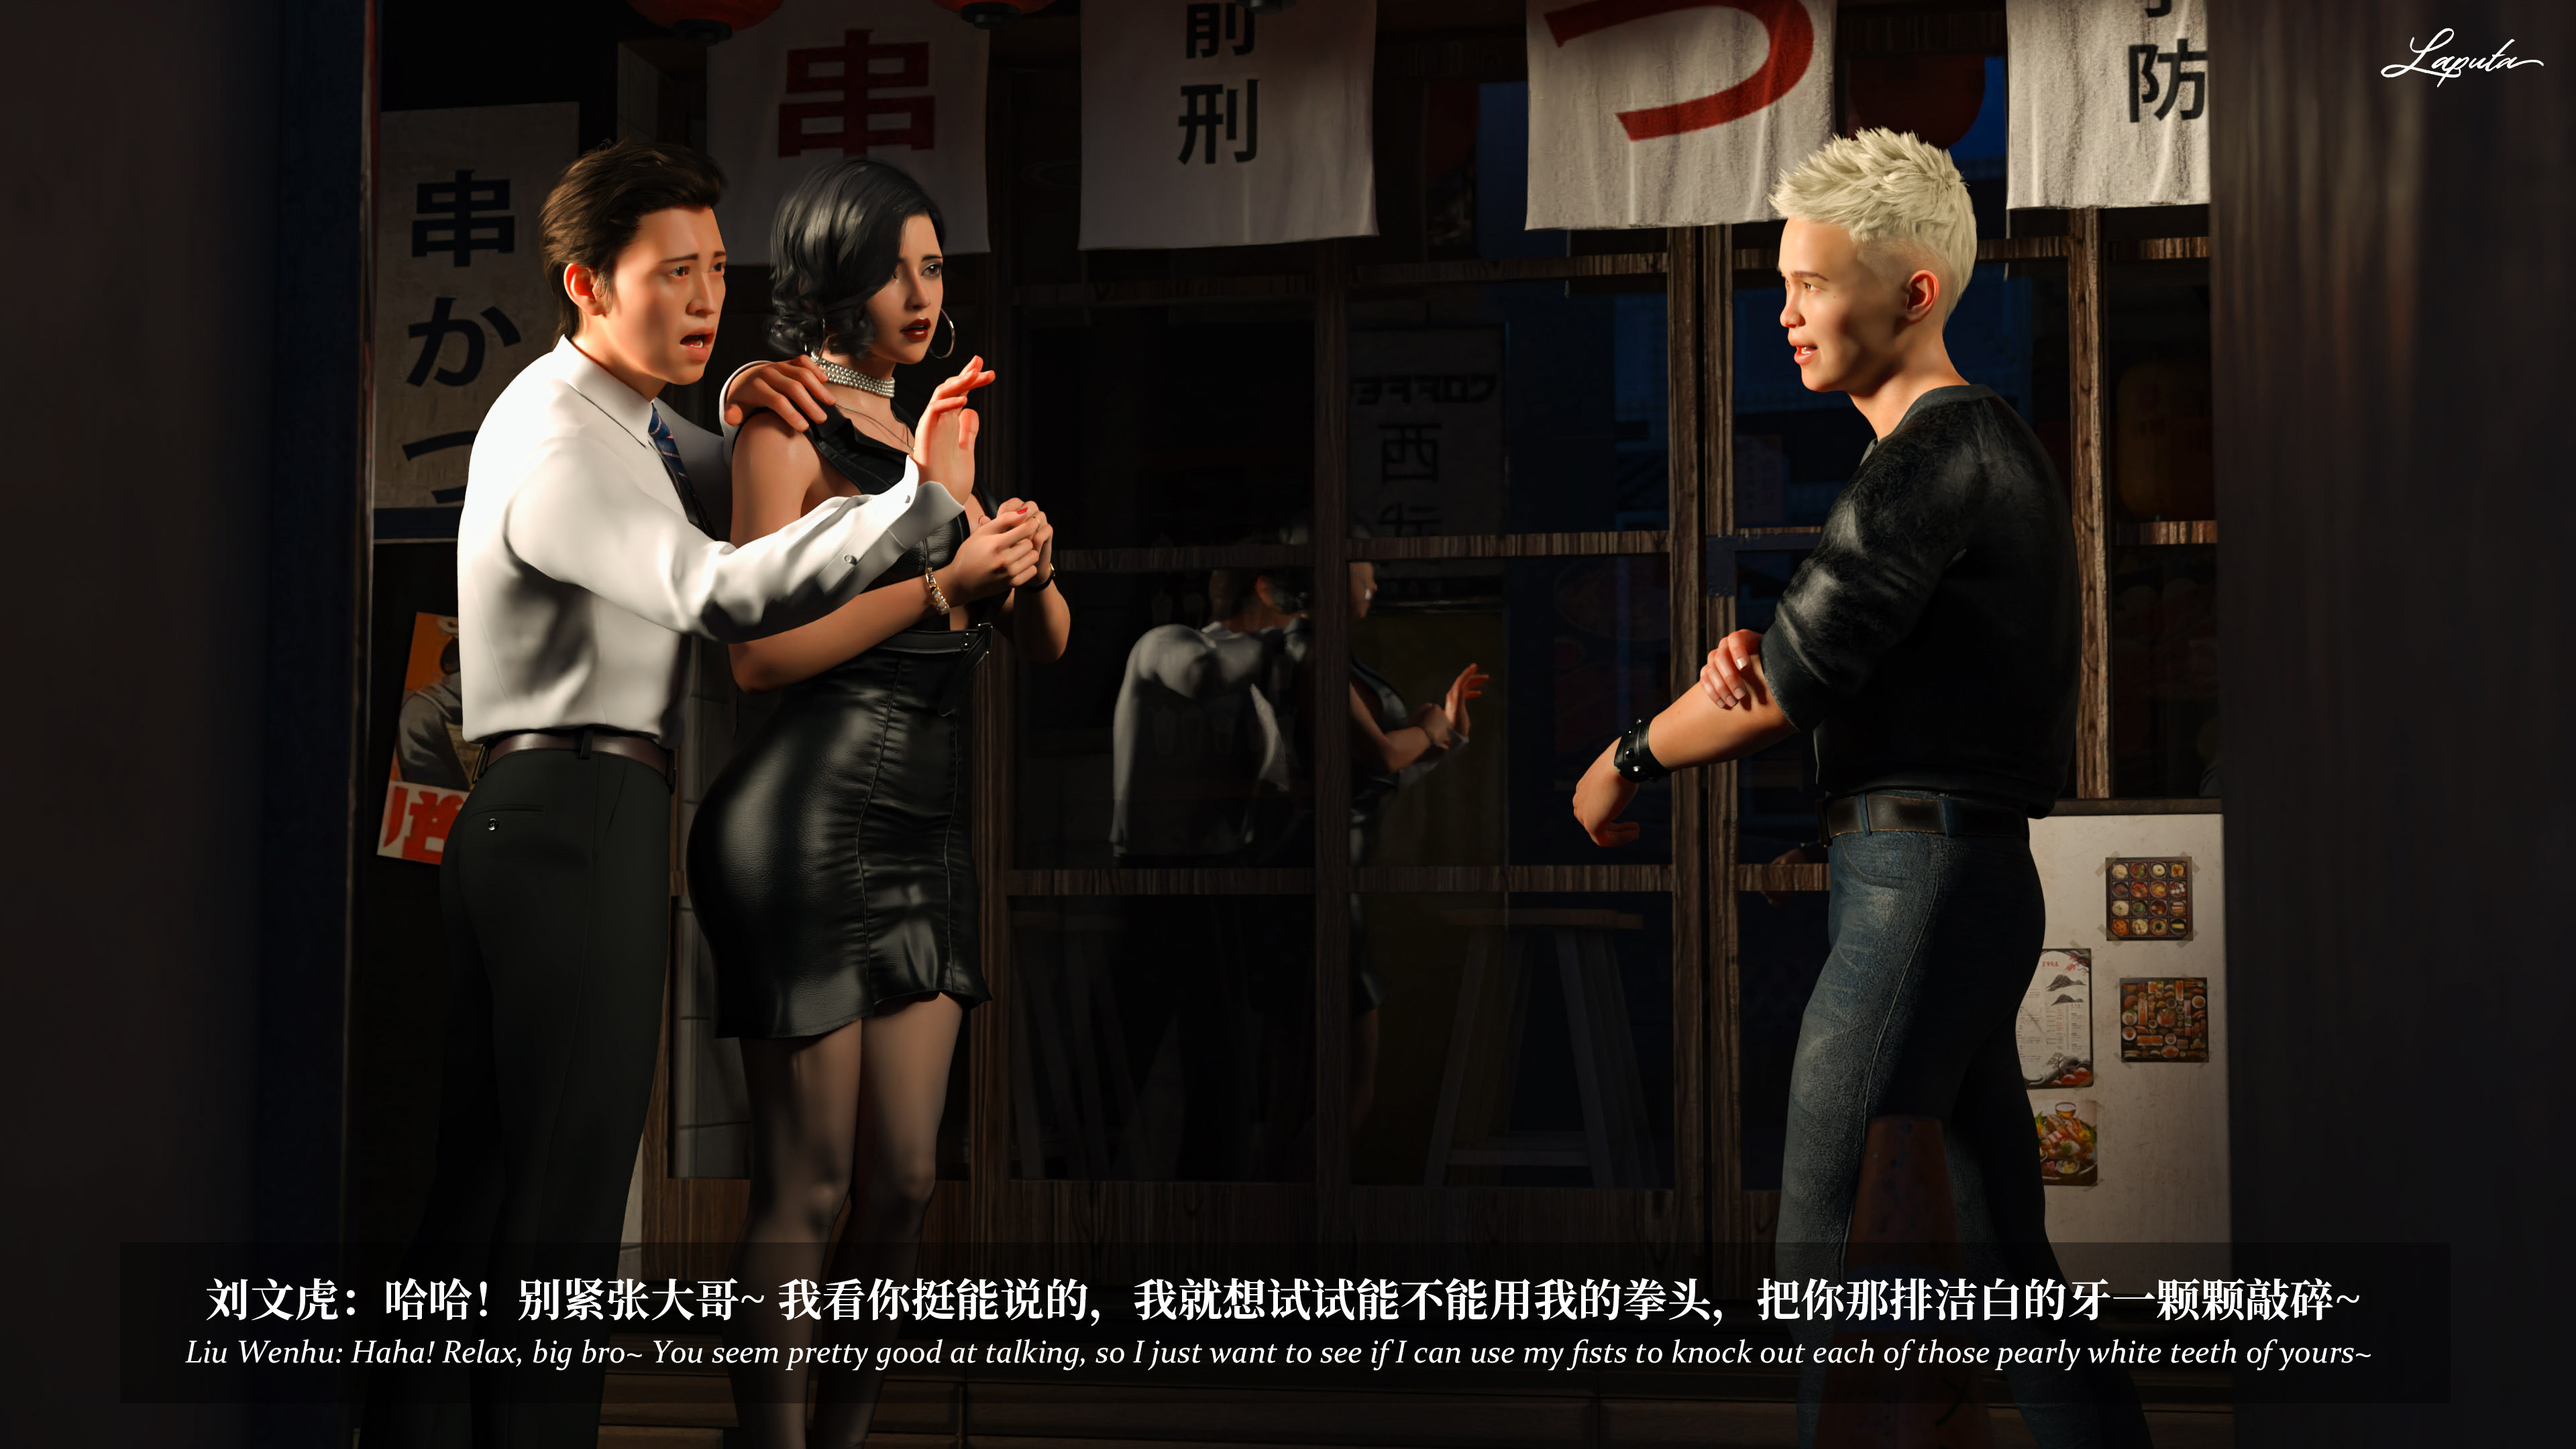 Laputa
串
かつ
串
前
刑
つ
防
刘文虎：哈哈！别紧张大哥~ 我看你挺能说的，我就想试试能不能用我的拳头，把你那排洁白的牙一颗颗敲碎~
Liu Wenhu: Haha! Relax, big bro~ You seem pretty good at talking, so I just want to see if I can use my fists to knock out each of those pearly white teeth of yours~